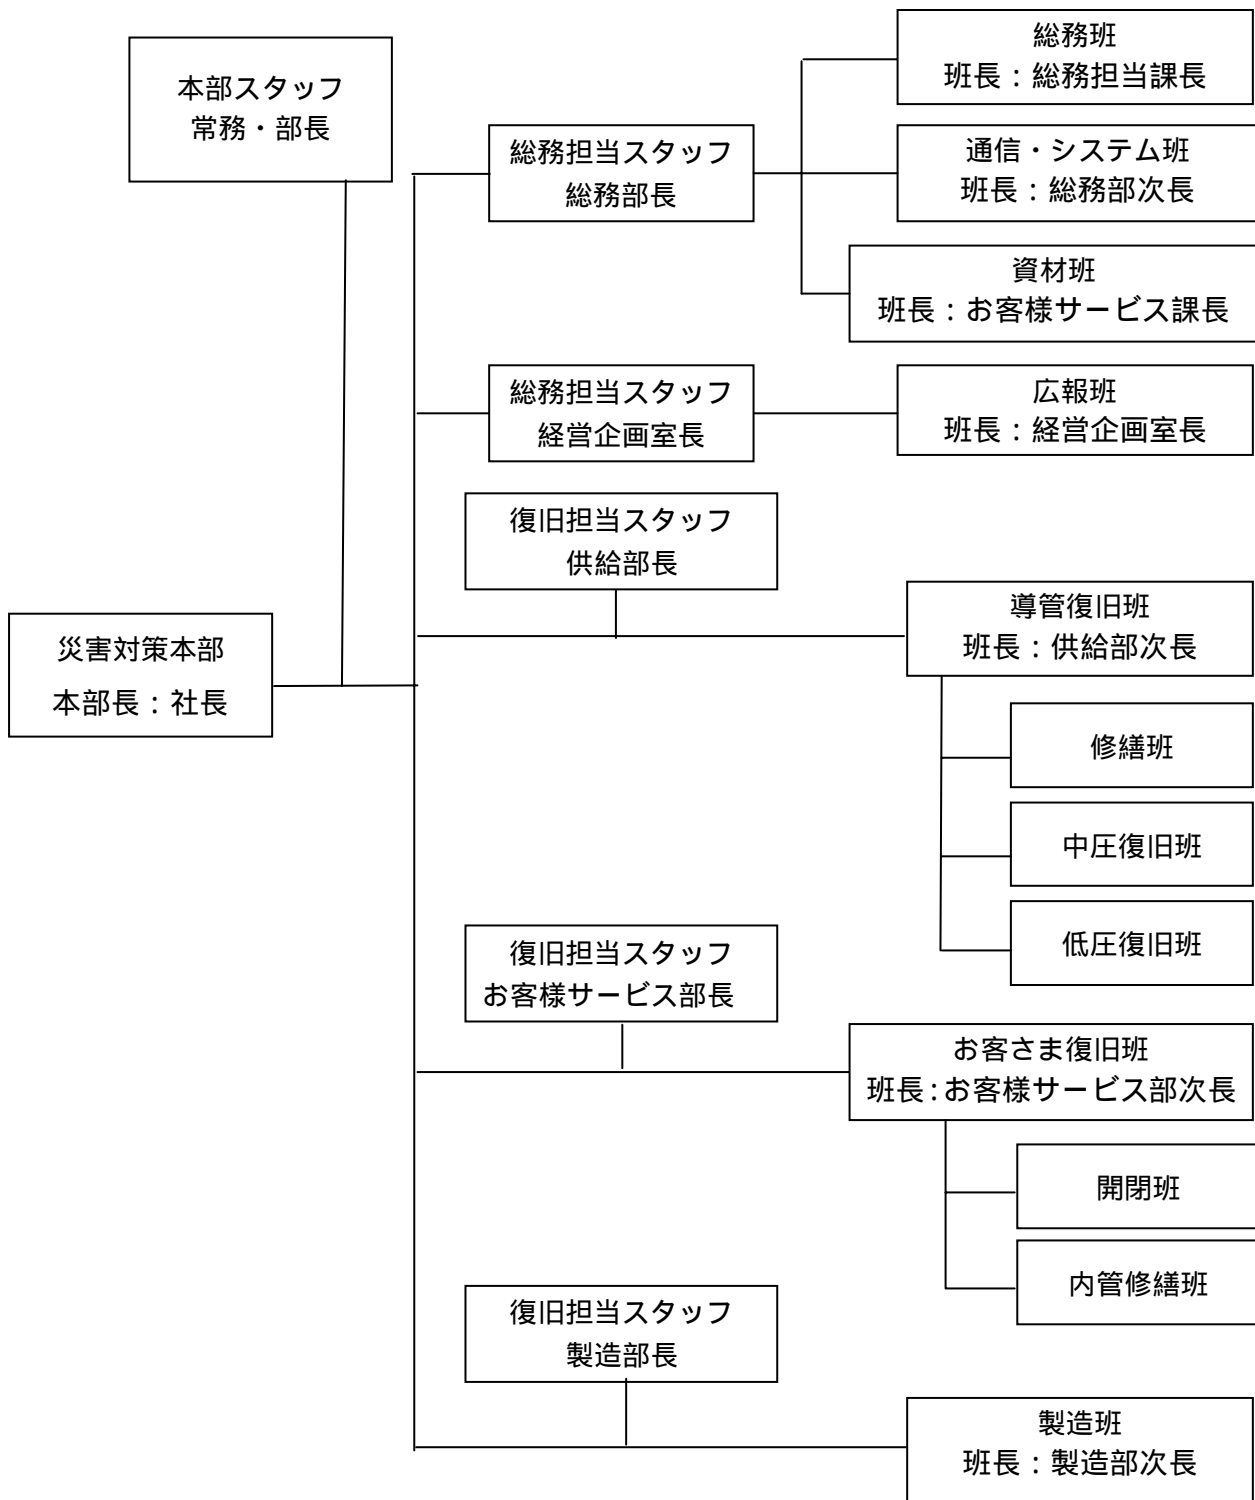 本部スタッフ
常務・部長
総務班
班長：総務担当課長
総務担当スタッフ
総務部長
通信・システム班
班長：総務部次長
資材班
班長：お客様サービス課長
総務担当スタッフ
経営企画室長
広報班
班長：経営企画室長
復旧担当スタッフ
供給部長
災害対策本部
本部長：社長
導管復旧班
班長：供給部次長
修繕班
中圧復旧班
低圧復旧班
復旧担当スタッフ
お客様サービス部長
お客さま復旧班
班長：お客様サービス部次長
開閉班
内管修繕班
復旧担当スタッフ
製造部長
製造班
班長：製造部次長